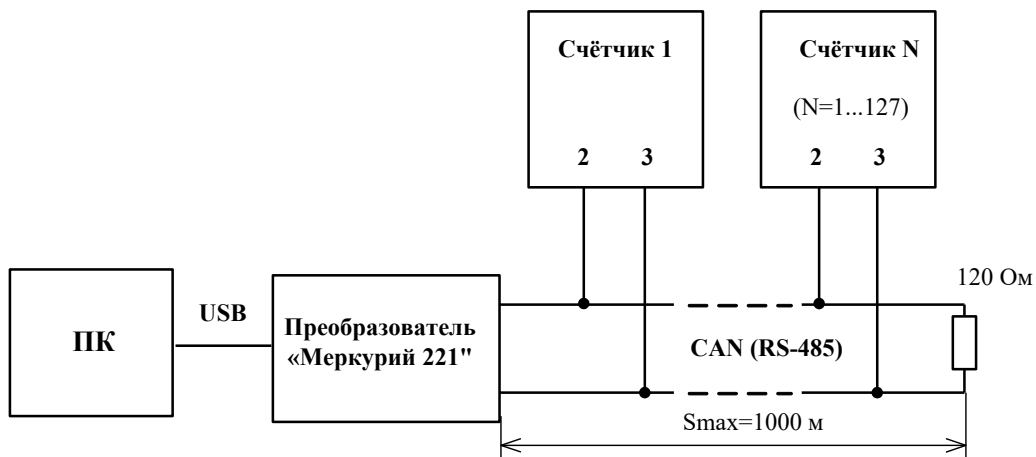 Счётчик 1
Счётчик N
(N=1...127)
2 3
2 3
120 Ом
USB
ПК
Преобразователь
«Меркурий 221"
CAN (RS-485)
Smax=1000 м